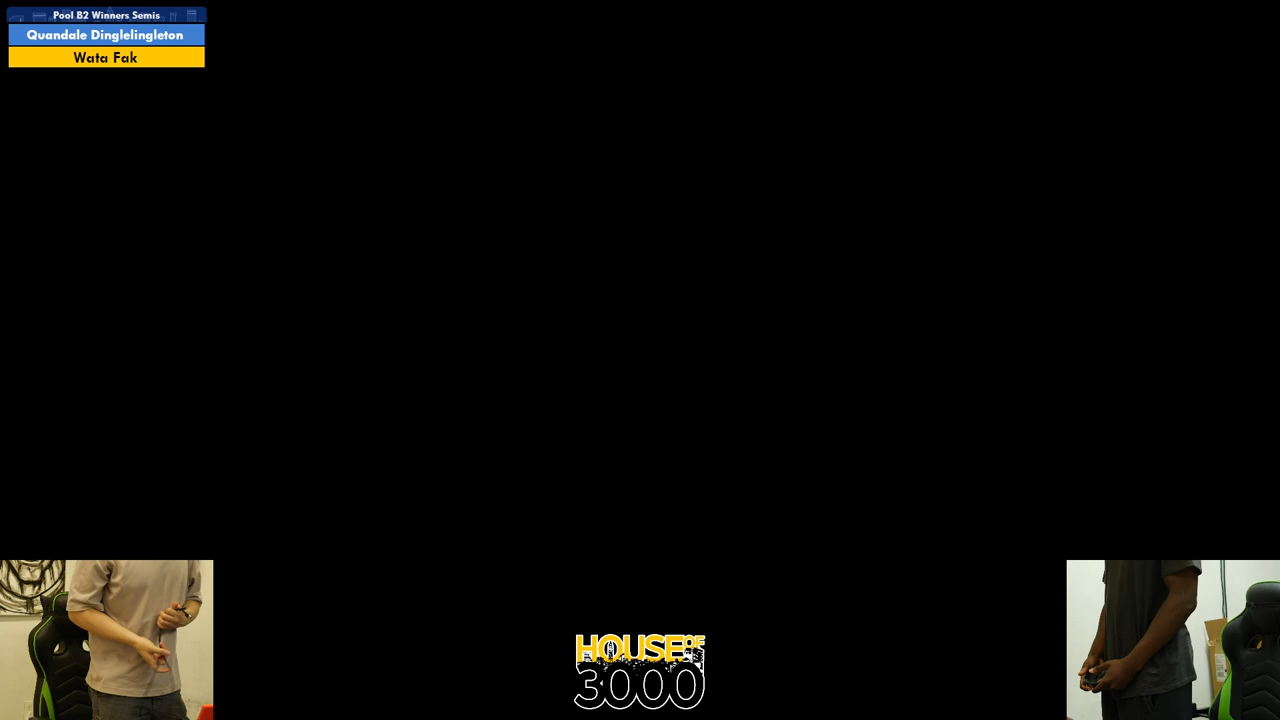 Pool B2 Winners Semis
Quandale Dinglelingleton
Wata Fak
HOUSE OF
3000